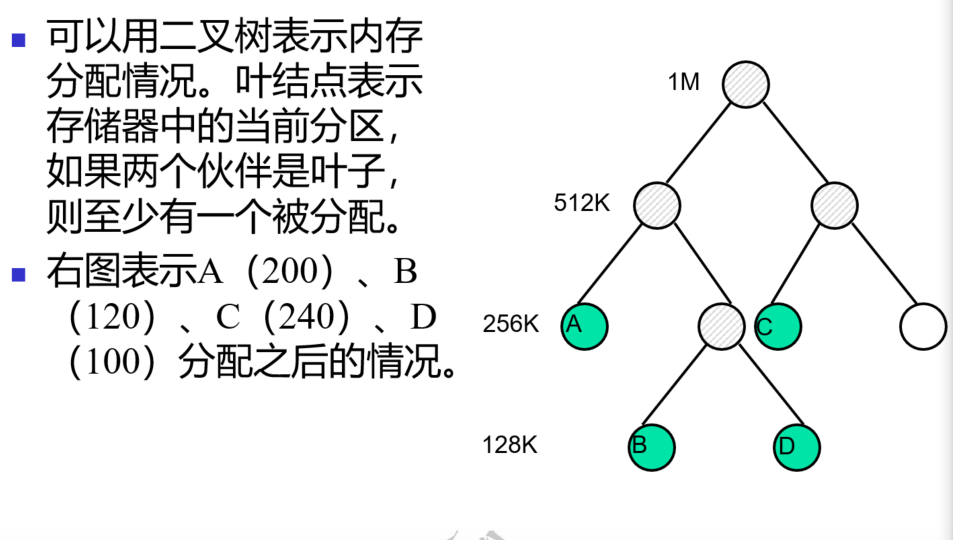 可以用二叉树表示内存
分配情况。叶结点表示
存储器中的当前分区，
如果两个伙伴是叶子，
则至少有一个被分配。
右图表示A（200）、B
（120）、C（240）、D
（100）分配之后的情况。
1M
512K
256K
A
C
128K
B
D